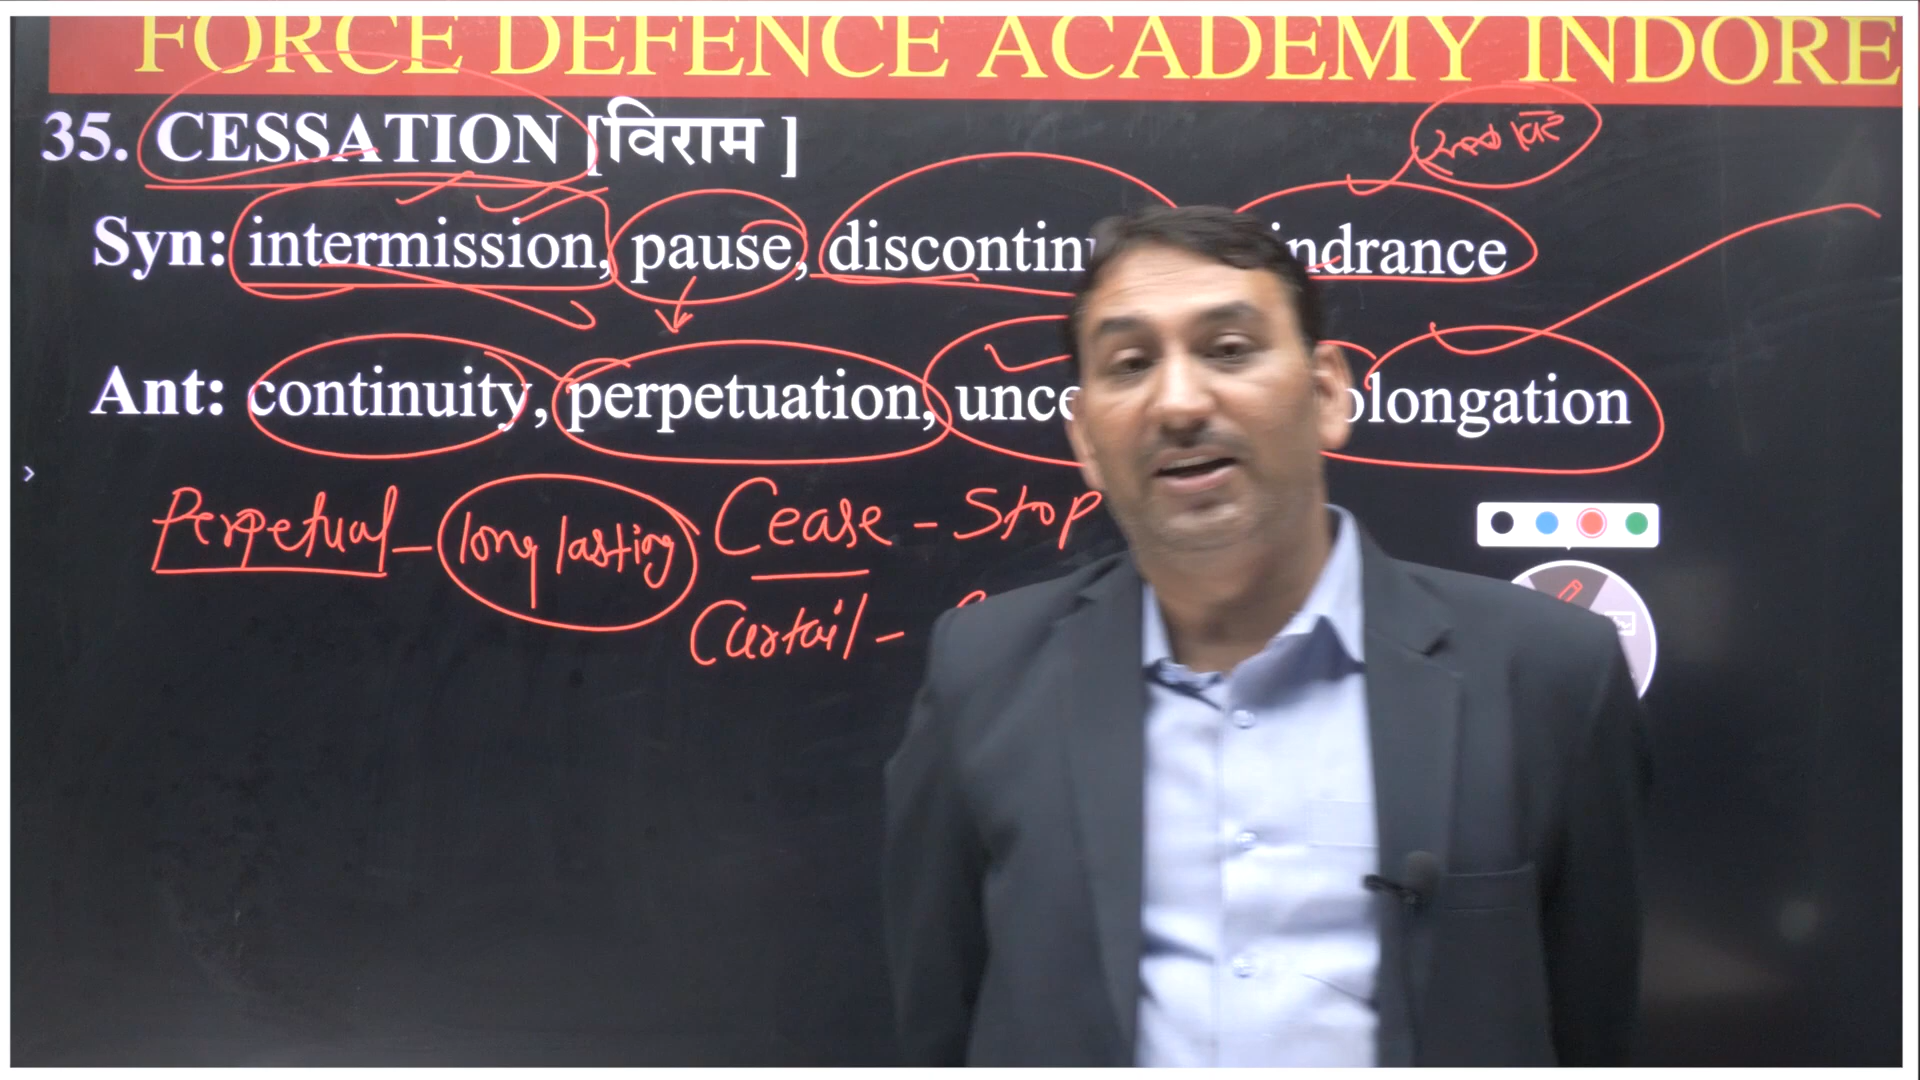 FORCE DEFENCE ACADEMY INDORE
35. CESSATION [विराम ]
Syn: intermission, pause, discontin indrance
Ant: continuity, perpetuation, unce olongation
Perpetual - long lasting Cease - Stop
Curtail -